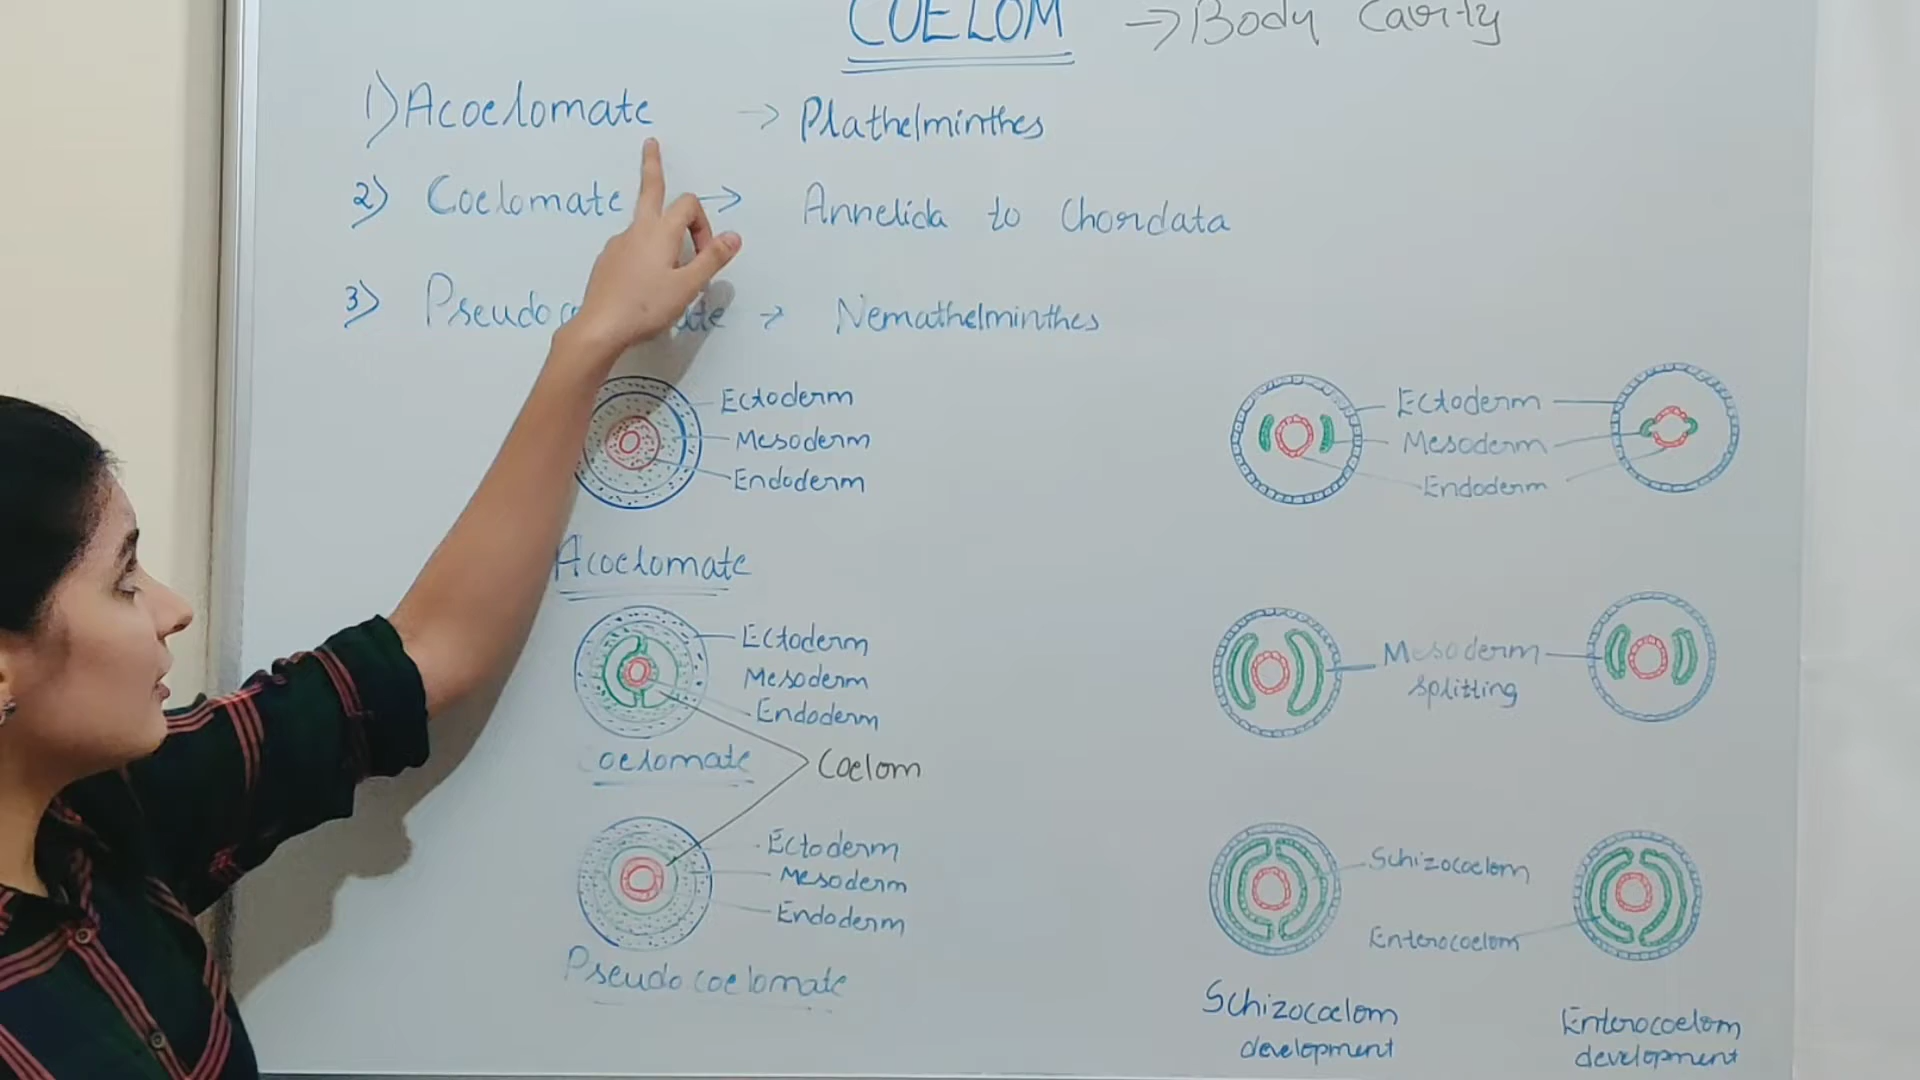 COELOM → Body Cavity
1) Acoelomate → Plathelminthes
2) Coelomate → Annelida to Chordata
3) → Nemathelminthes
Ectoderm
Mesoderm
Endoderm
Acoelomate
Ectoderm
Mesoderm
Endoderm
oelomate
Coelom
Ectoderm
Mesoderm
Endoderm
Pseudocoelomate
Ectoderm
Mesoderm
Endoderm
Mesoderm
splitting
Schizocoelom
Enterocoelom
Schizocoelom
development
Enterocoelom
development